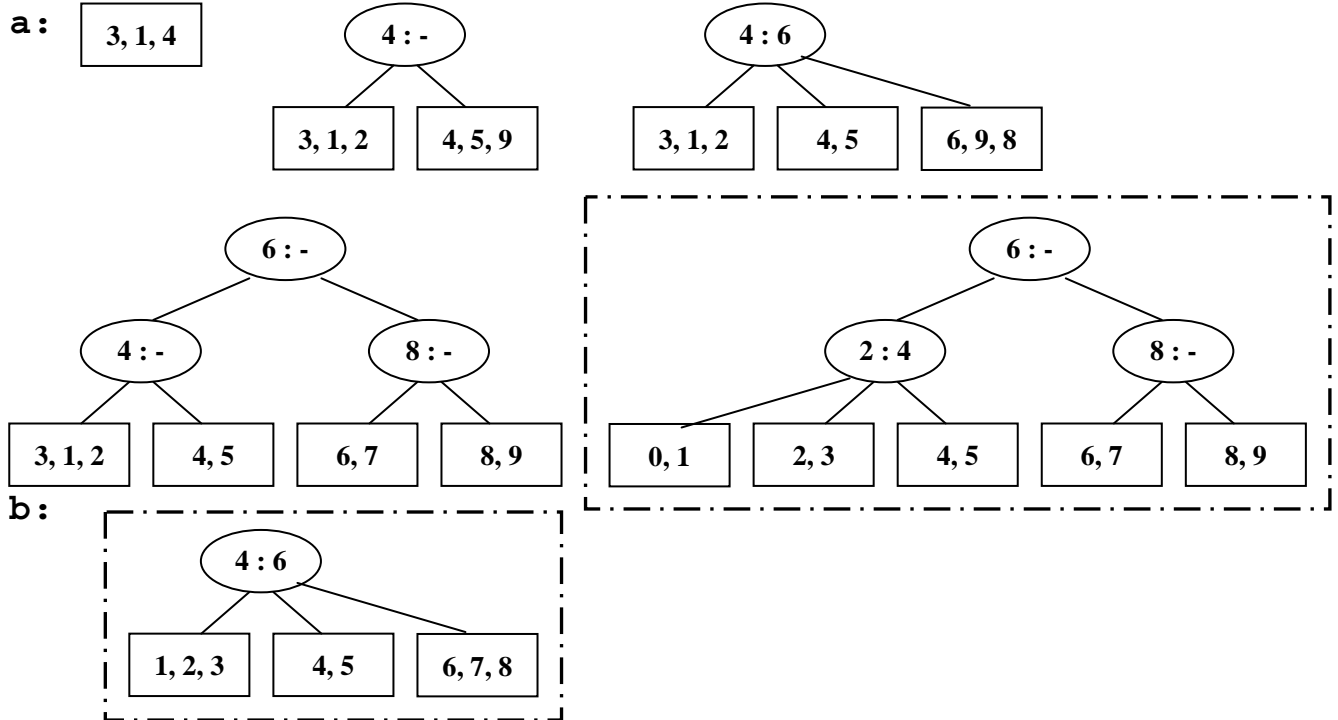 a: 3, 1, 4 4 : - 4 : 6
3, 1, 2 4, 5, 9 3, 1, 2 4, 5 6, 9, 8
6 : - 6 : -
4 : - 8 : - 2 : 4 8 : -
3, 1, 2 4, 5 6, 7 8, 9 0, 1 2, 3 4, 5 6, 7 8, 9
b:
4 : 6
1, 2, 3 4, 5 6, 7, 8